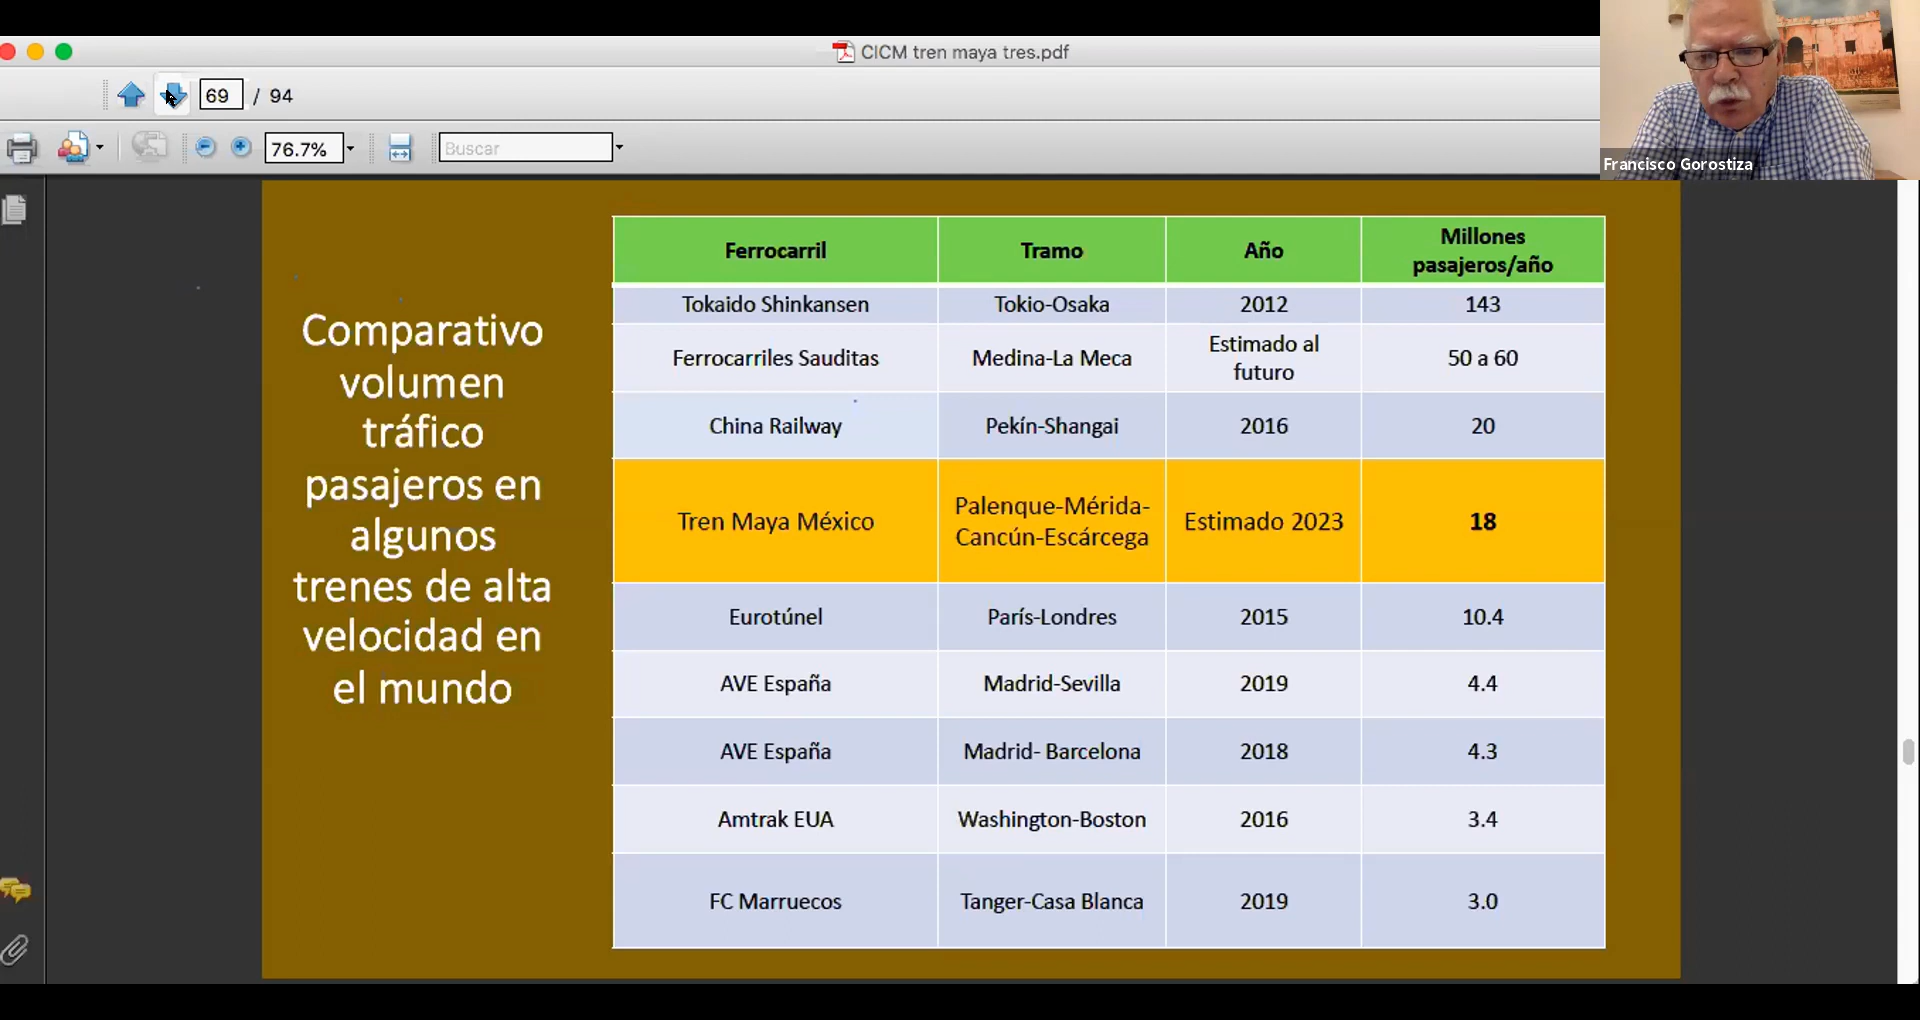 CICM tren maya tres.pdf
69 / 94
76.7%
Buscar
Francisco Gorostiza
Comparativo
volumen
tráfico
pasajeros en
algunos
trenes de alta
velocidad en
el mundo
Ferrocarril Tramo Año Millones
pasajeros/año
Tokaido Shinkansen Tokio-Osaka 2012 143
Ferrocarriles Sauditas Medina-La Meca Estimado al
futuro 50 a 60
China Railway Pekín-Shangai 2016 20
Tren Maya México Palenque-Mérida-
Cancún-Escárcega Estimado 2023 18
Eurotúnel París-Londres 2015 10.4
AVE España Madrid-Sevilla 2019 4.4
AVE España Madrid- Barcelona 2018 4.3
Amtrak EUA Washington-Boston 2016 3.4
FC Marruecos Tanger-Casa Blanca 2019 3.0